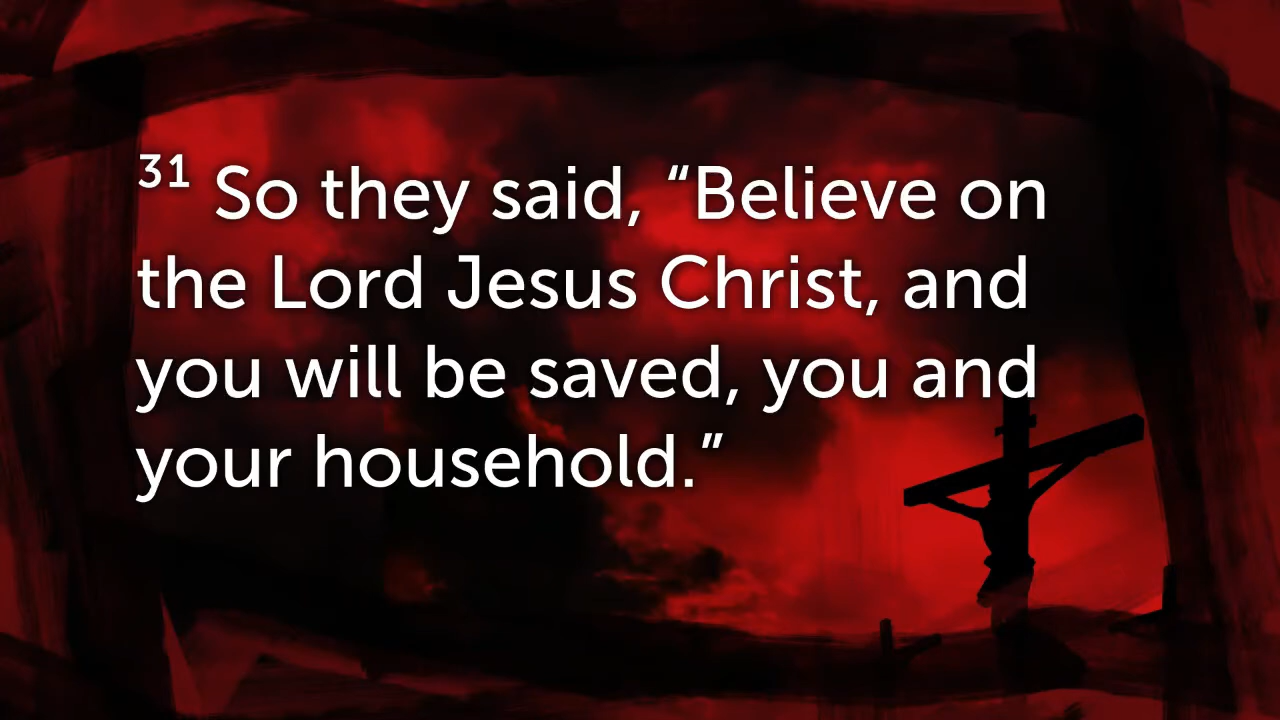 31 So they said, “Believe on
the Lord Jesus Christ, and
you will be saved, you and
your household.”